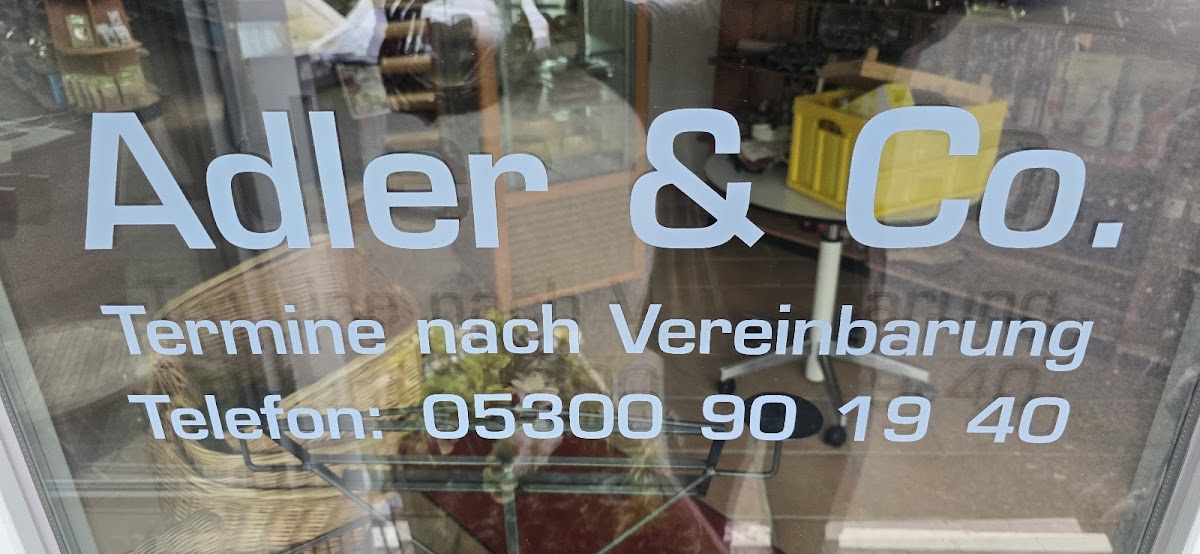 Adler & Co.
Termine nach Vereinbarung
Telefon: 05300 90 19 40